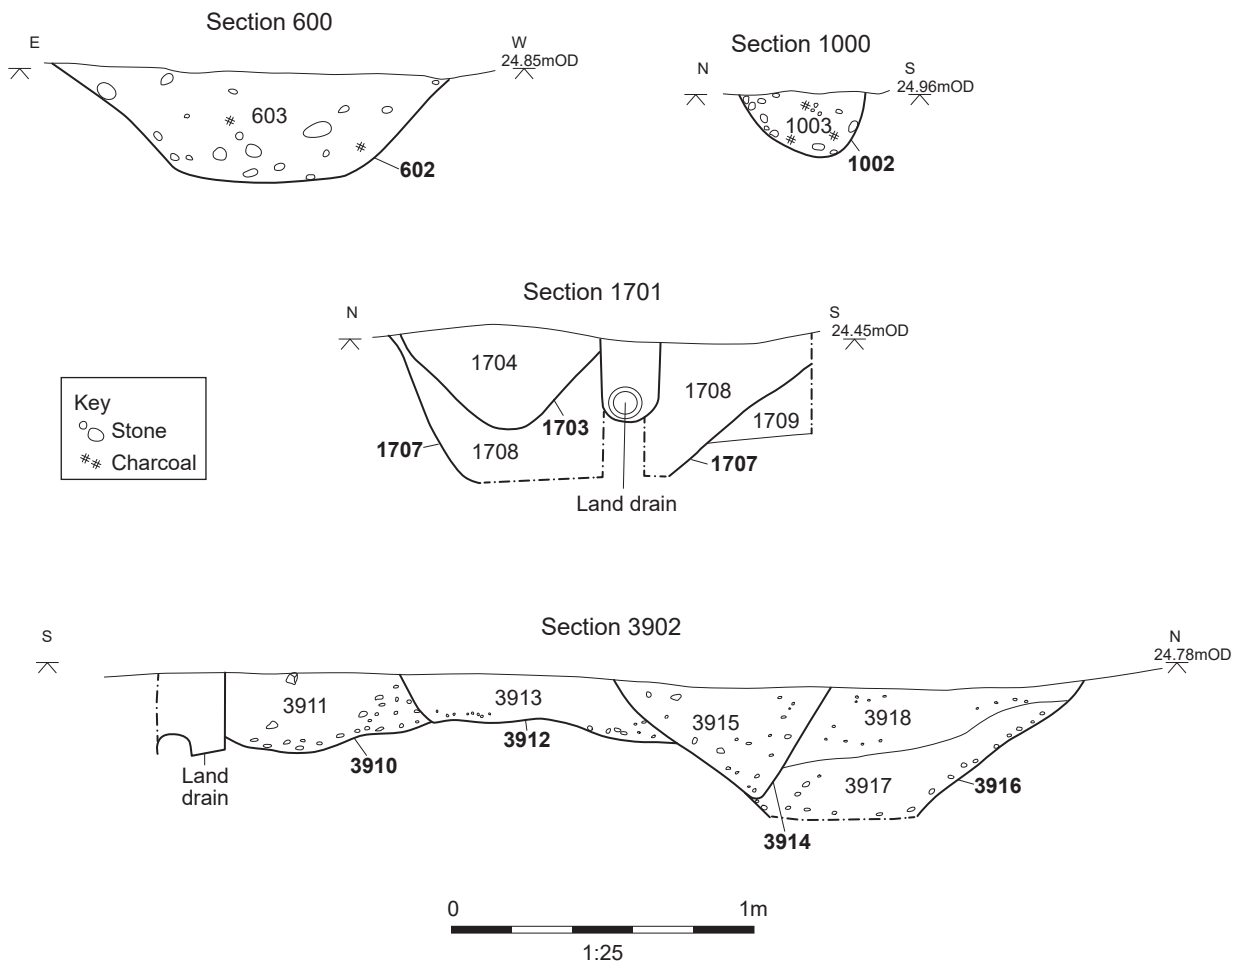 Section 600
E
W
24.85mOD
603
602
Section 1000
N
S
24.96mOD
1003
1002
Section 1701
N
S
24.45mOD
1704
1708
1709
1703
1707
1708
1707
Land drain
Key
Stone
Charcoal
Section 3902
S
N
24.78mOD
3911
3913
3915
3918
3912
3910
3917
3916
Land
drain
3914
0
1m
1:25